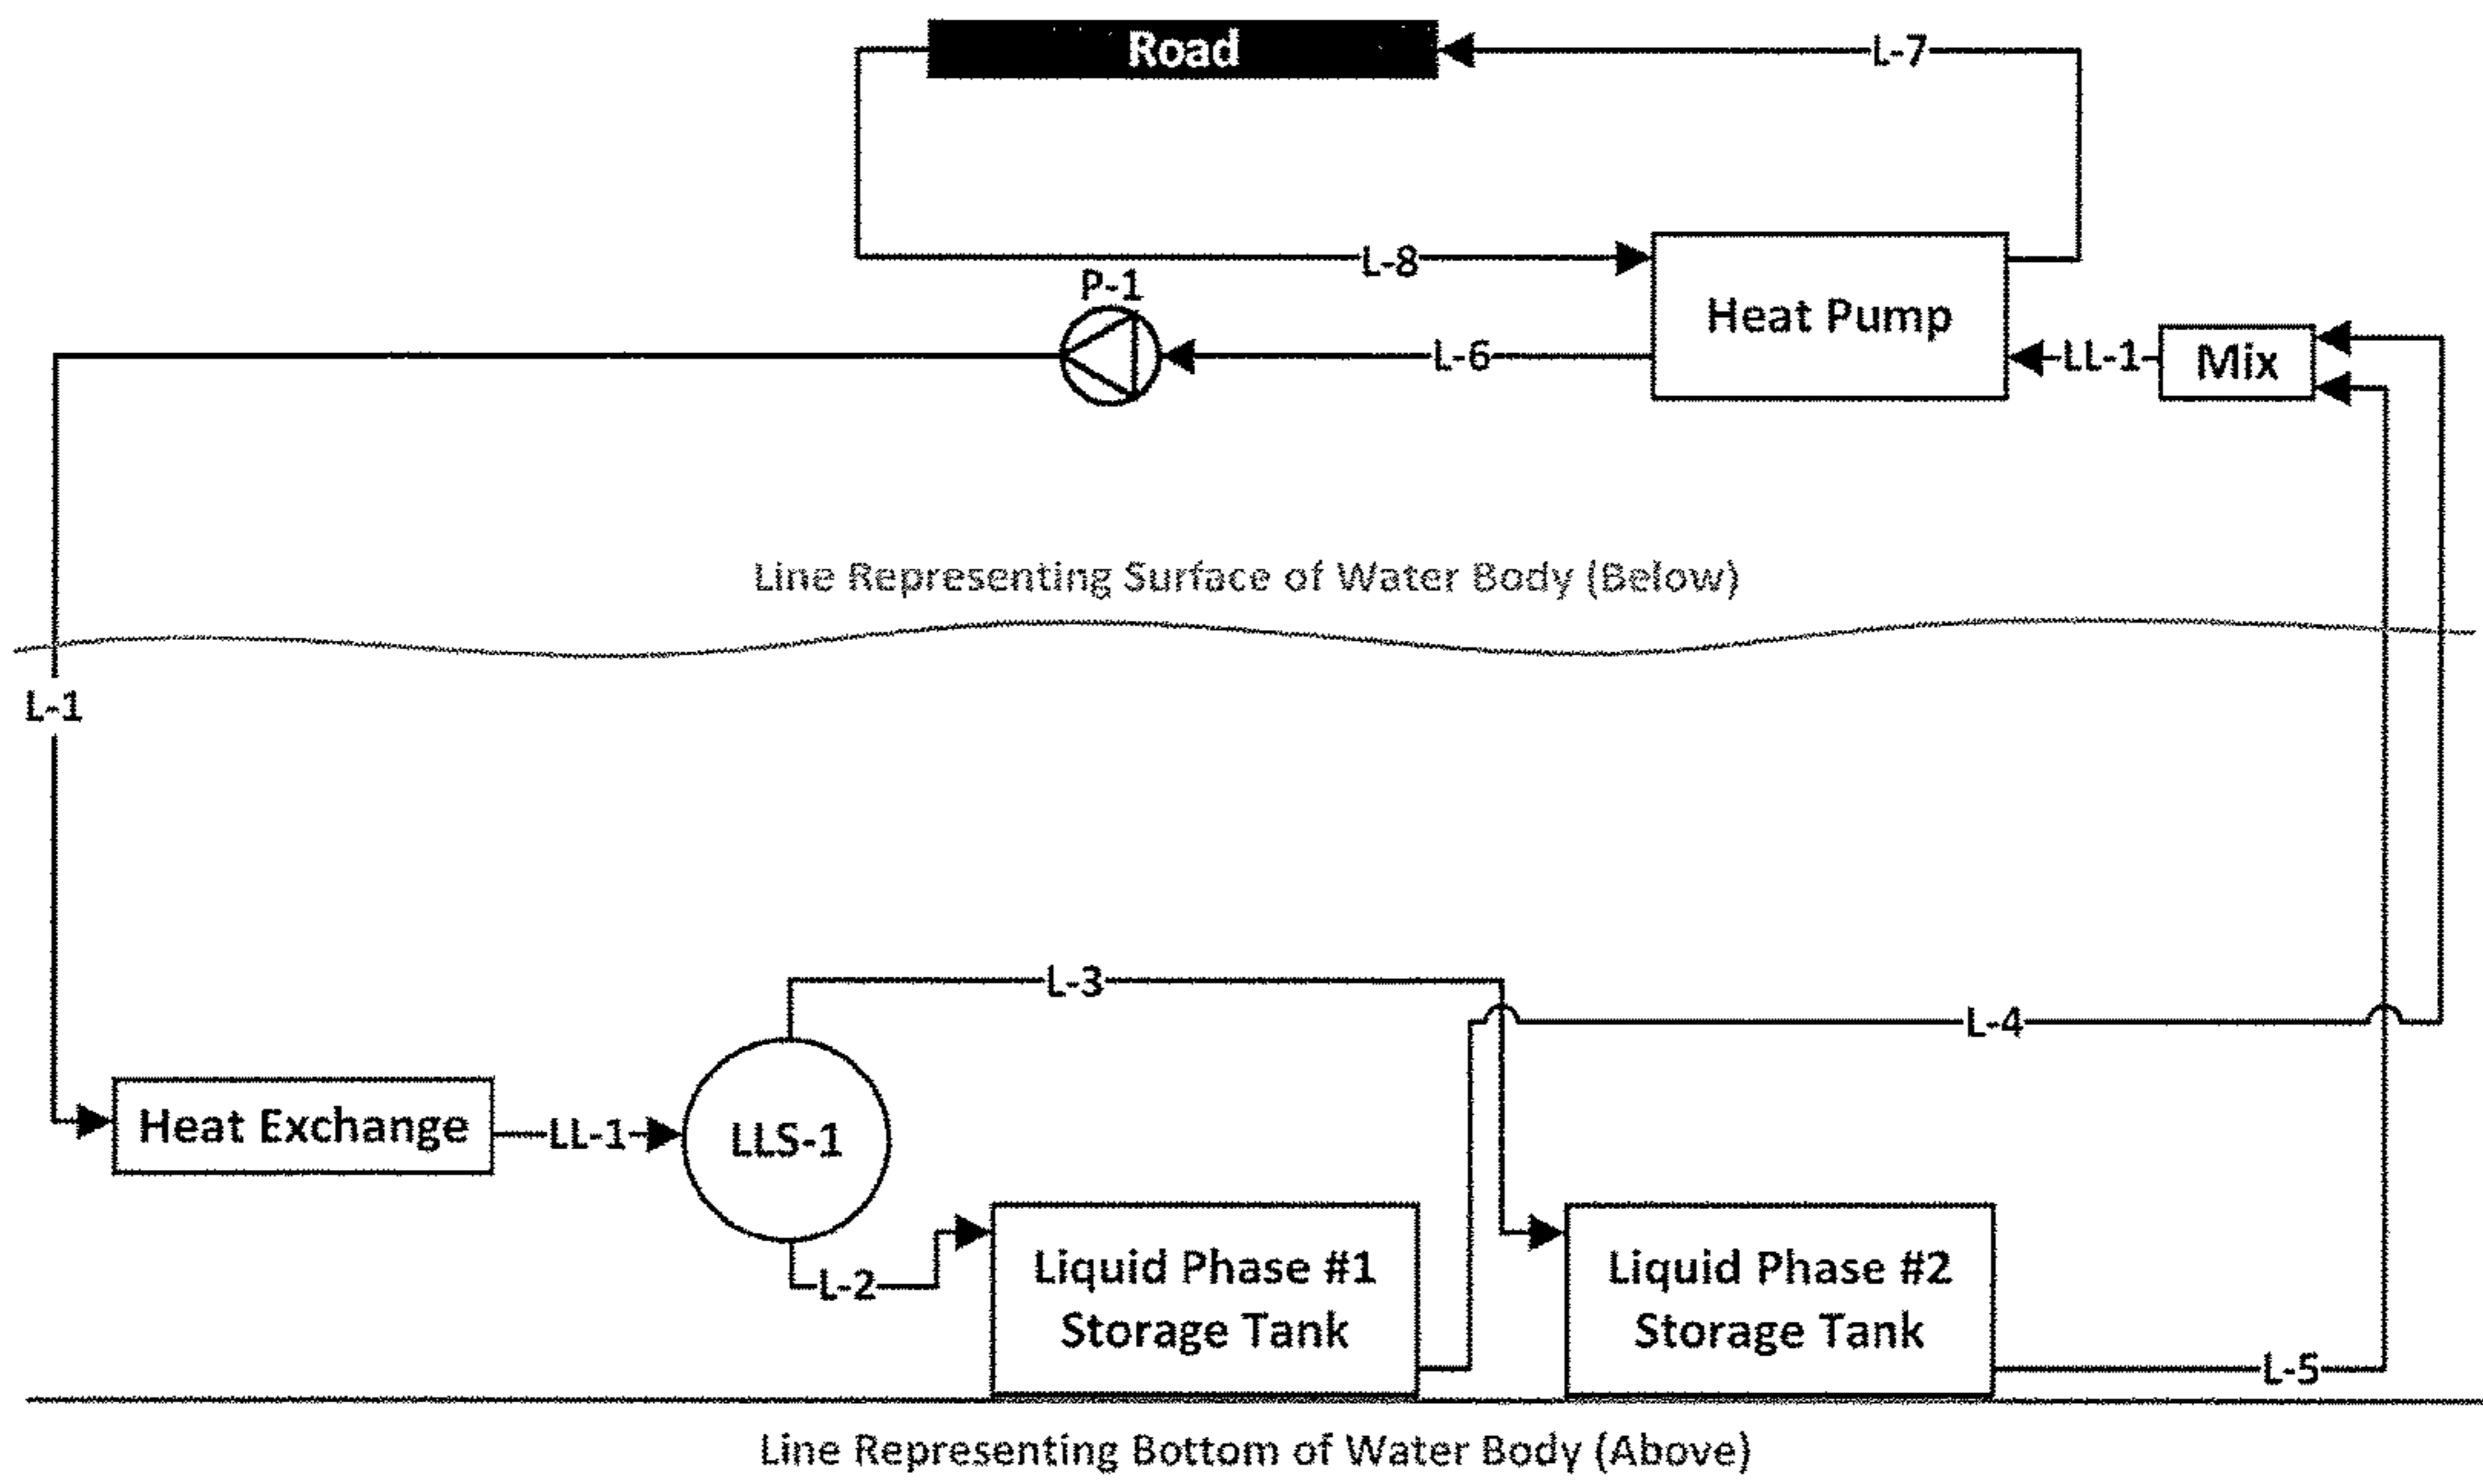 Road
L-7
L-8
P-1
Heat Pump
L-6
LL-1
Mix
Line Representing Surface of Water Body (Below)
L-1
L-3
L-4
Heat Exchange
LL-1
LLS-1
L-2
Liquid Phase #1
Storage Tank
Liquid Phase #2
Storage Tank
L-5
Line Representing Bottom of Water Body (Above)